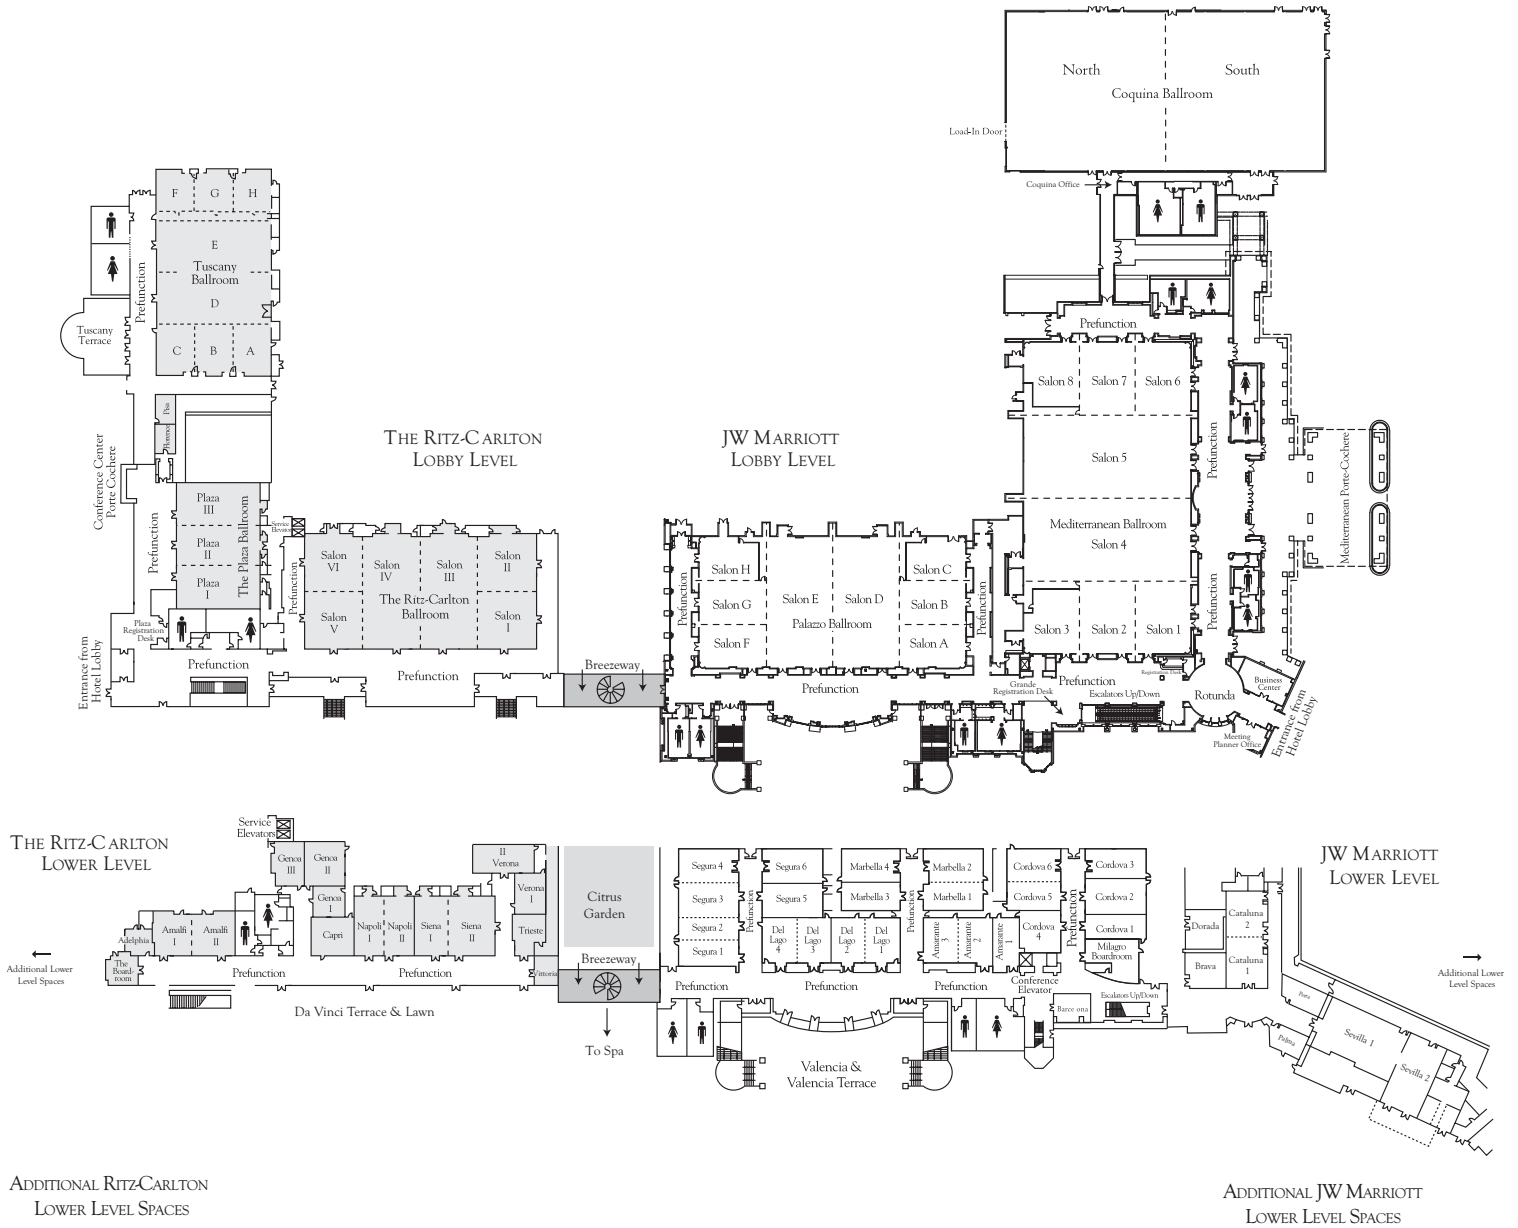 North
South
Coquina Ballroom
Load-In Door
Coquina Office
F
G
H
E
Tuscany
Ballroom
D
C
B
A
Prefunction
Tuscany
Terrace
Pisa
Florence
Conference Center
Porte Cochere
Prefunction
Plaza
III
Plaza
II
Plaza
I
The Plaza Ballroom
Plaza
Registration
Desk
Entrance from
Hotel Lobby
Prefunction
THE RITZ-CARLTON
LOBBY LEVEL
Service
Elevator
Prefunction
Salon
VI
Salon
IV
Salon
III
Salon
II
The Ritz-Carlton
Ballroom
Salon
V
Salon
I
Prefunction
Breezeway
JW MARRIOTT
LOBBY LEVEL
Prefunction
Salon H
Salon C
Salon G
Salon E
Salon D
Salon B
Palazzo Ballroom
Salon F
Salon A
Prefunction
Prefunction
Prefunction
Salon 8
Salon 7
Salon 6
Salon 5
Mediterranean Ballroom
Salon 4
Salon 3
Salon 2
Salon 1
Prefunction
Prefunction
Mediterranean Porte-Cochere
Grande
Registration Desk
Prefunction
Registration Desk
Escalators Up/Down
Rotunda
Business
Center
Meeting
Planner Office
Entrance from
Hotel Lobby
THE RITZ-CARLTON
LOWER LEVEL
Service
Elevators
Genoa
III
Genoa
II
Genoa
I
Capri
Adelphia
Amalfi
I
Amalfi
II
The
Board-
room
Napoli
I
Napoli
II
Siena
I
Siena
II
II
Verona
Verona
I
Trieste
Vittoria
Additional Lower
Level Spaces
Prefunction
Prefunction
Da Vinci Terrace & Lawn
Citrus
Garden
Breezeway
To Spa
Segura 4
Segura 3
Segura 2
Segura 1
Prefunction
Segura 6
Segura 5
Del
Lago
4
Del
Lago
3
Del
Lago
2
Del
Lago
1
Marbella 4
Marbella 3
Prefunction
Marbella 2
Marbella 1
Amarante
3
Amarante
2
Amarante
1
Cordova 6
Cordova 5
Cordova
4
Prefunction
Cordova 3
Cordova 2
Cordova 1
Milagro
Boardroom
Conference
Elevator
Prefunction
Prefunction
Prefunction
Barce ona
Escalators Up/Down
Valencia &
Valencia Terrace
JW MARRIOTT
LOWER LEVEL
Dorada
Brava
Cataluna
2
Cataluna
1
Additional Lower
Level Spaces
Palma
Sevilla 1
Sevilla 2
ADDITIONAL RITZ-CARLTON
LOWER LEVEL SPACES
ADDITIONAL JW MARRIOTT
LOWER LEVEL SPACES